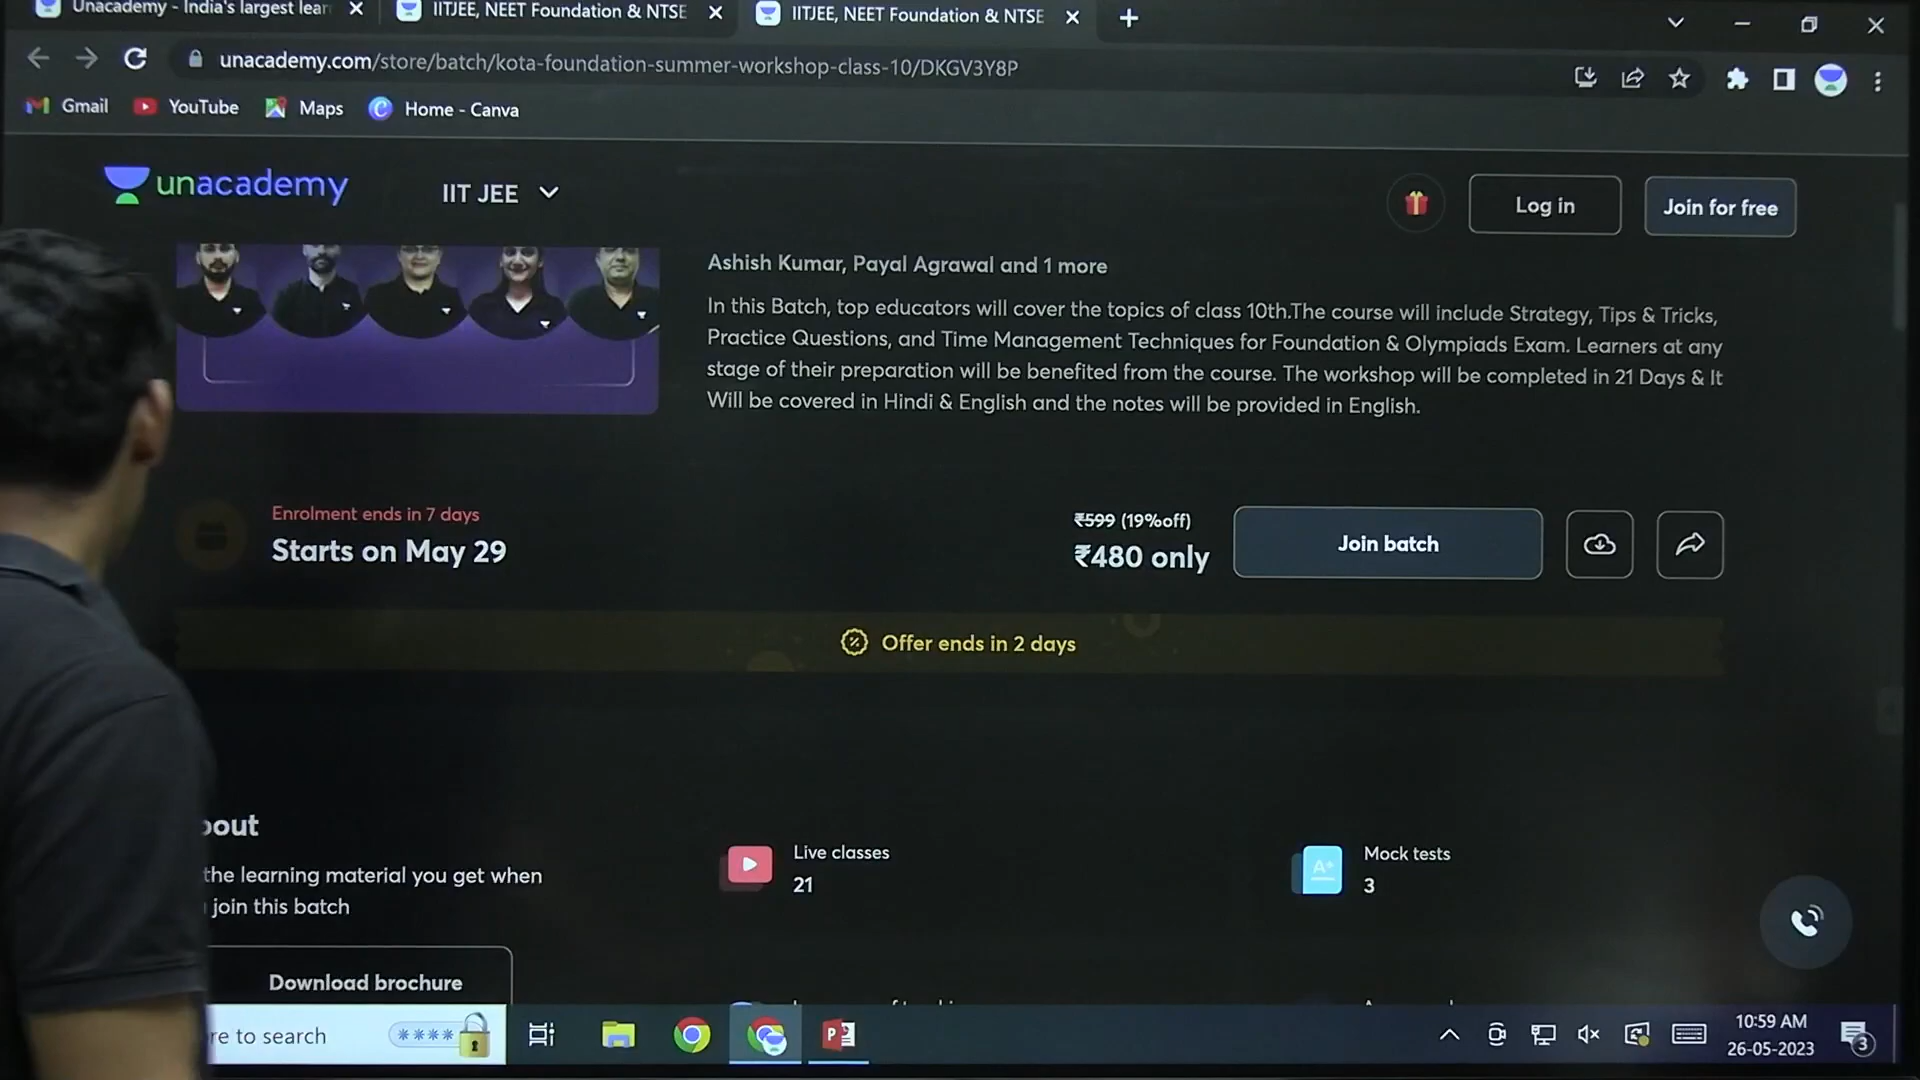 Unacademy - India's largest lear
IITJEE, NEET Foundation & NTSE
IITJEE, NEET Foundation & NTSE
unacademy.com/store/batch/kota-foundation-summer-workshop-class-10/DKGV3Y8P
Gmail
YouTube
Maps
Home - Canva
unacademy
IIT JEE
Log in
Join for free
Ashish Kumar, Payal Agrawal and 1 more
In this Batch, top educators will cover the topics of class 10th.The course will include Strategy, Tips & Tricks,
Practice Questions, and Time Management Techniques for Foundation & Olympiads Exam. Learners at any
stage of their preparation will be benefited from the course. The workshop will be completed in 21 Days & It
Will be covered in Hindi & English and the notes will be provided in English.
Enrolment ends in 7 days
Starts on May 29
₹599 (19%off)
₹480 only
Join batch
Offer ends in 2 days
bout
the learning material you get when
join this batch
Live classes
21
Mock tests
3
Download brochure
re to search
****
10:59 AM
26-05-2023
3